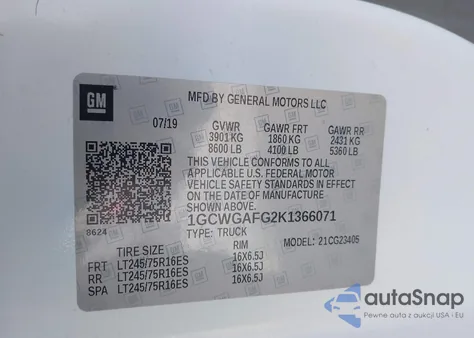 GM
MFD BY GENERAL MOTORS LLC
07/19 GVWR GAWR FRT GAWR RR
3901 KG 1860 KG 2431 KG
8600 LB 4100 LB 5360 LB
THIS VEHICLE CONFORMS TO ALL
APPLICABLE U.S. FEDERAL MOTOR
VEHICLE SAFETY STANDARDS IN EFFECT
ON THE DATE OF MANUFACTURE
SHOWN ABOVE.
1GCWGAFG2K1366071
8624
TYPE: TRUCK MODEL: 21CG23405
TIRE SIZE RIM
FRT LT245/75R16ES 16X6.5J
RR LT245/75R16ES 16X6.5J
SPA LT245/75R16ES 16X6.5J
autaSnap
Pewne auta z aukcji USA - EU